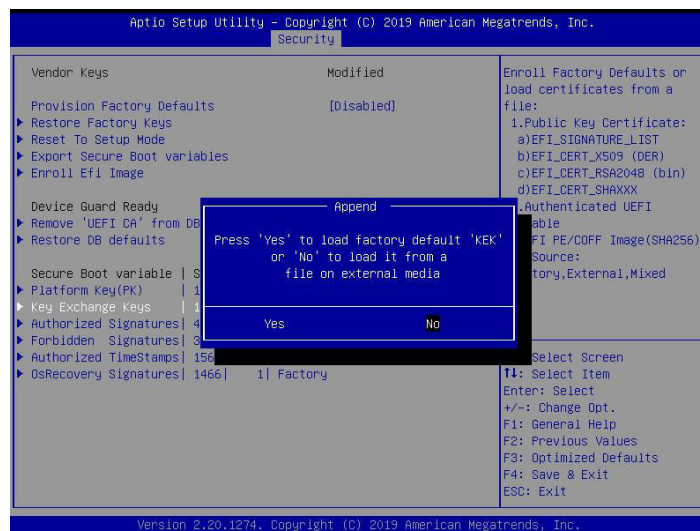 Aptio Setup Utility – Copyright (C) 2019 American Megatrends, Inc.
Security
Vendor Keys Modified
Provision Factory Defaults [Disabled]
Restore Factory Keys
Reset To Setup Mode
Export Secure Boot variables
Enroll Efi Image
Device Guard Ready
Remove 'UEFI CA' from DB
Restore DB defaults
Secure Boot variable | S
Platform Key(PK) | 1
Key Exchange Keys | 1
Authorized Signatures| 4
Forbidden Signatures| 3
Authorized TimeStamps| 156
OsRecovery Signatures| 1466| 1| Factory
Append
Press 'Yes' to load factory default 'KEK'
or 'No' to load it from a
file on external media
Yes No
Enroll Factory Defaults or
load certificates from a
file:
1.Public Key Certificate:
a)EFI_SIGNATURE_LIST
b)EFI_CERT_X509 (DER)
c)EFI_CERT_RSA2048 (bin)
d)EFI_CERT_SHAXXX
.Authenticated UEFI
able
FI PE/COFF Image(SHA256)
Source:
tory,External,Mixed
Select Screen
↑↓: Select Item
Enter: Select
+/-: Change Opt.
F1: General Help
F2: Previous Values
F3: Optimized Defaults
F4: Save & Exit
ESC: Exit
Version 2.20.1274. Copyright (C) 2019 American Megatrends, Inc.